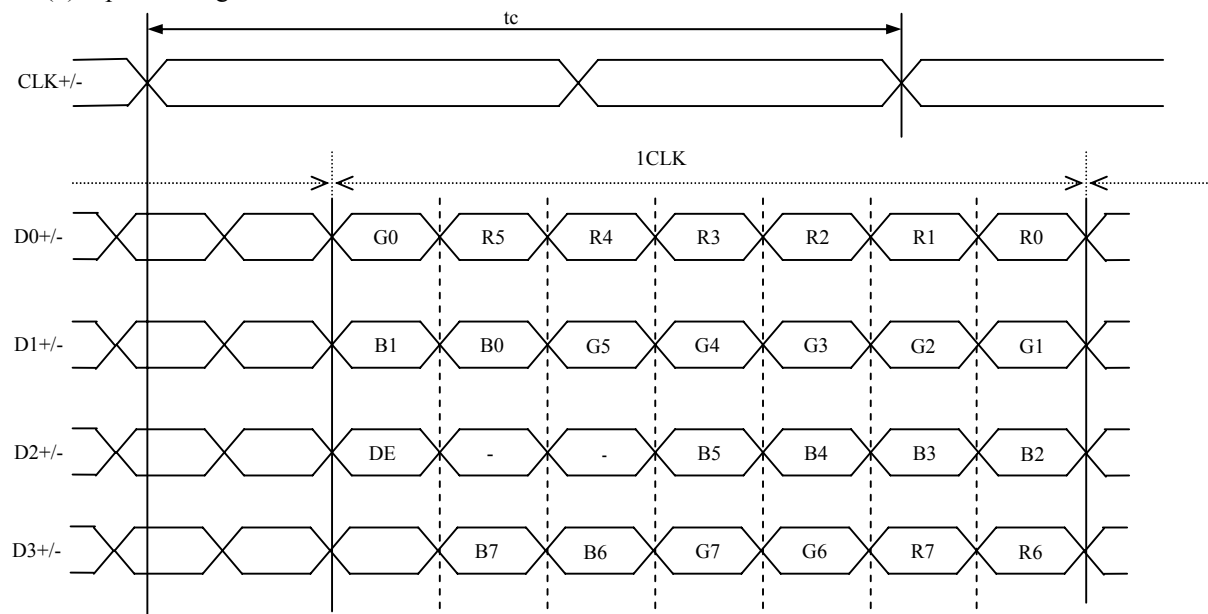 tc
CLK+/-
1CLK
D0+/- G0 R5 R4 R3 R2 R1 R0
D1+/- B1 B0 G5 G4 G3 G2 G1
D2+/- DE - - B5 B4 B3 B2
D3+/- B7 B6 G7 G6 R7 R6